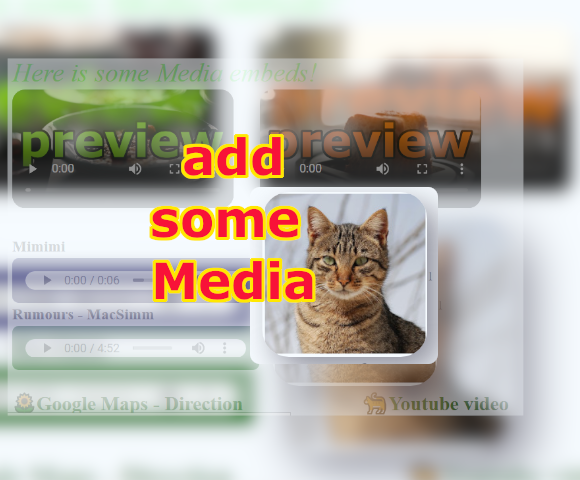 Here is some Media embeds!
preview preview
0:00 0:00
add
some
Media
Mimimi
0:00 / 0:06
Rumours - MacSimm
0:00 / 4:52
Google Maps - Direction Youtube video